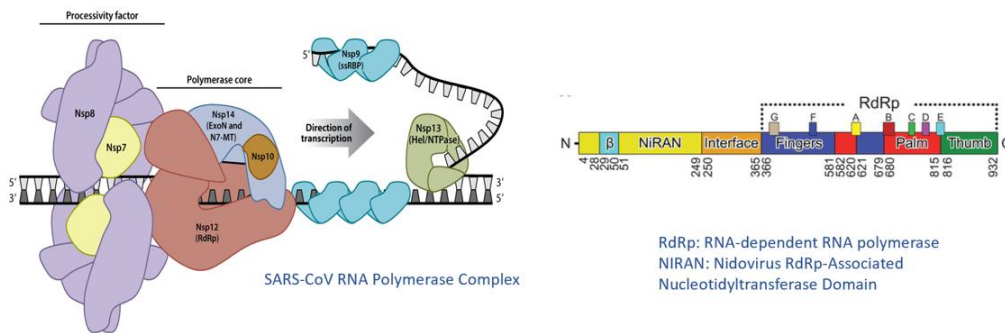 Processivity factor
Nsp8
Nsp7
Polymerase core
Nsp14
(ExoN and
N7-MT)
Nsp10
Nsp12
(RdRp)
5'
3'
5'
Nsp9
(ssRBP)
Direction of
transcription
Nsp13
(Hel/NTPase)
5'
3'
SARS-CoV RNA Polymerase Complex
RdRp
G F A B C D E
N - β NiRAN Interface Fingers Palm Thumb
4 28 29 50 51 249 250 365 366 581 582 620 621 679 680 815 816 932
RdRp: RNA-dependent RNA polymerase
NIRAN: Nidovirus RdRp-Associated
Nucleotidyltransferase Domain